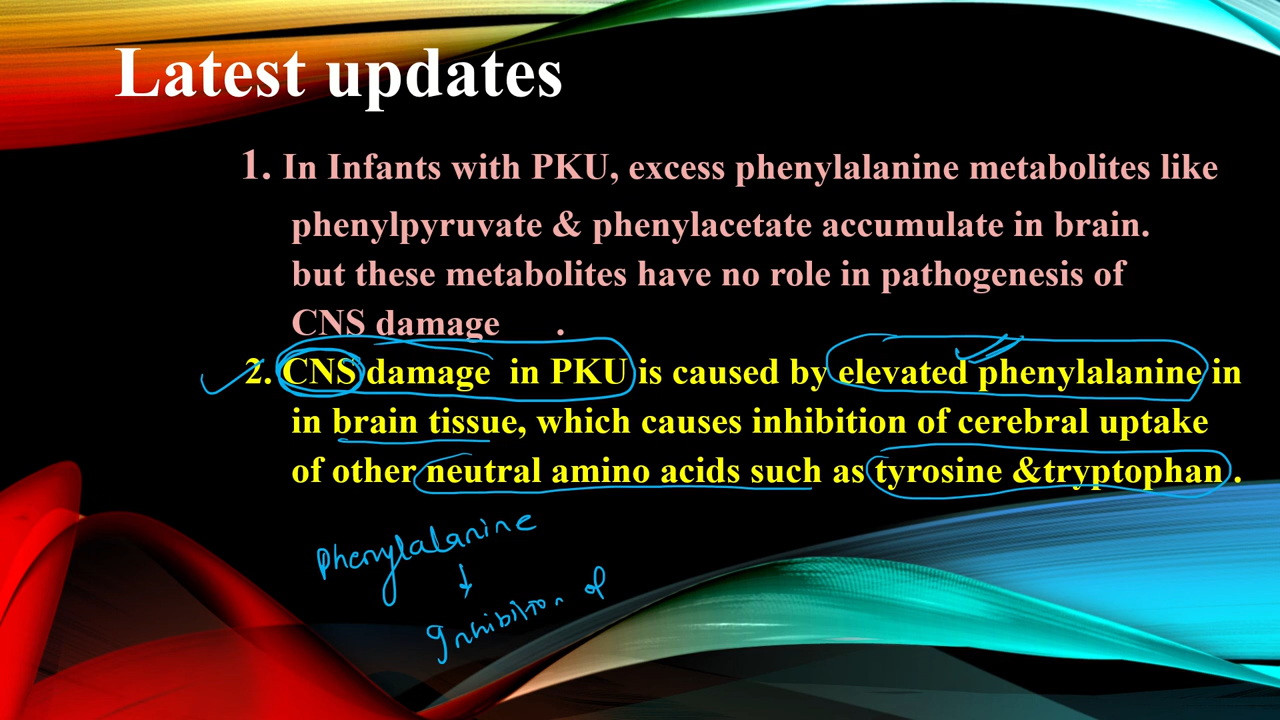 Latest updates
1. In Infants with PKU, excess phenylalanine metabolites like
phenylpyruvate & phenylacetate accumulate in brain.
but these metabolites have no role in pathogenesis of
CNS damage .
2. CNS damage in PKU is caused by elevated phenylalanine in
in brain tissue, which causes inhibition of cerebral uptake
of other neutral amino acids such as tyrosine &tryptophan .
Phenylalanine
↓
Inhibition of